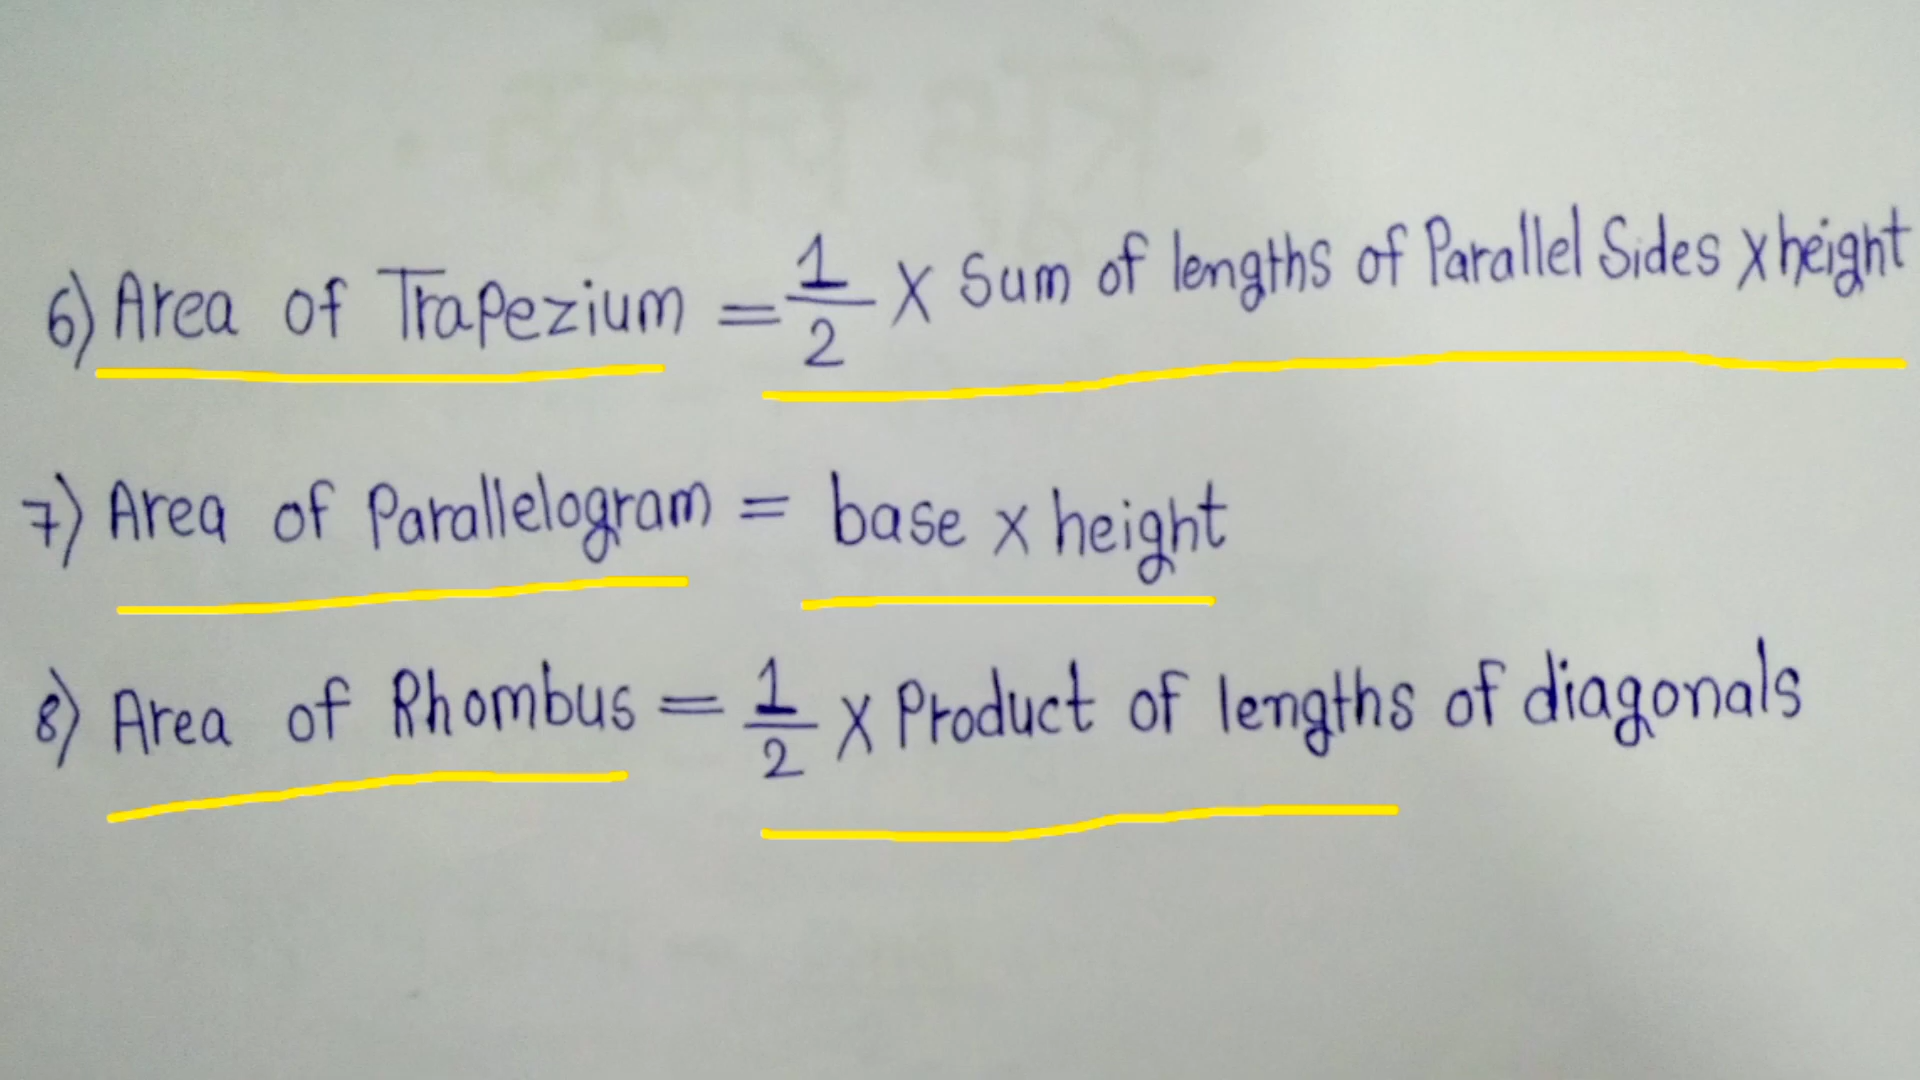 6) Area of Trapezium = 1/2 x Sum of lengths of Parallel Sides x height
7) Area of Parallelogram = base x height
8) Area of Rhombus = 1/2 x Product of lengths of diagonals